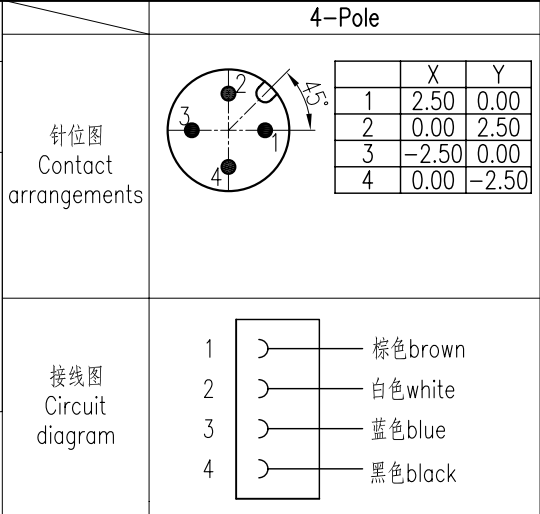 4-Pole
针位图
Contact
arrangements
2
45°
3
1
4
X Y
1 2.50 0.00
2 0.00 2.50
3 -2.50 0.00
4 0.00 -2.50
接线图
Circuit
diagram
1 棕色brown
2 白色white
3 蓝色blue
4 黑色black